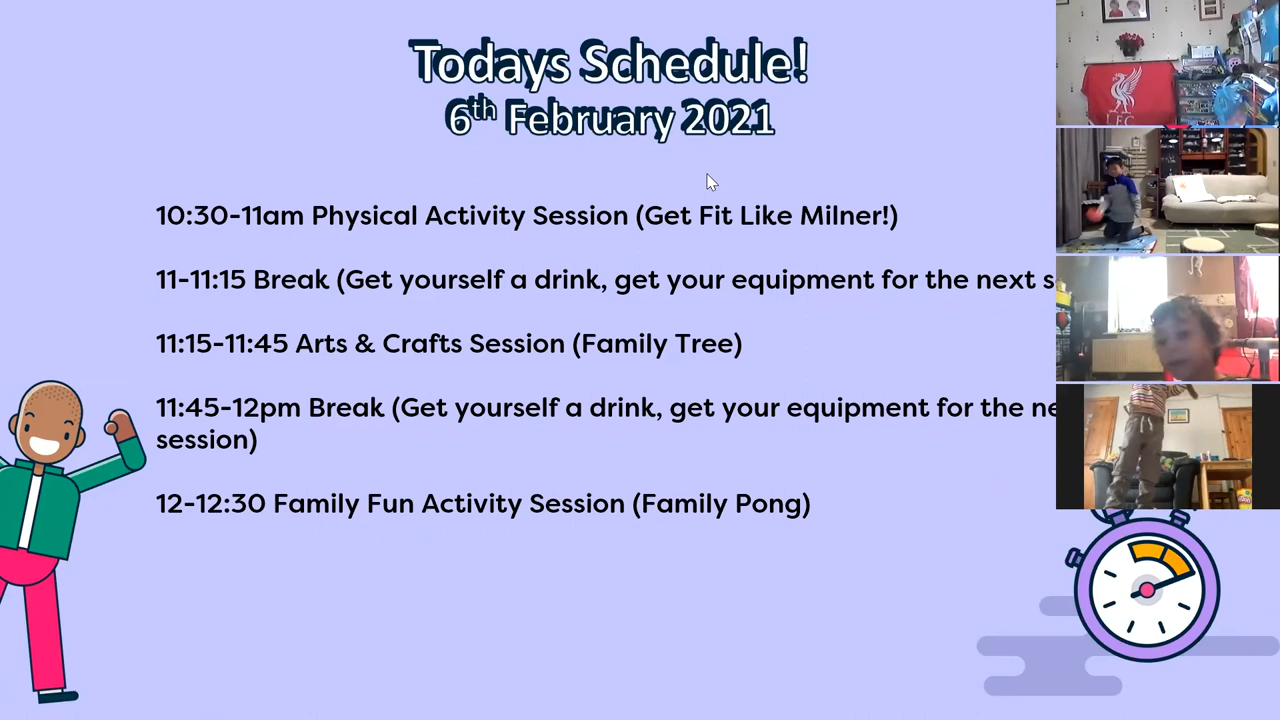 Todays Schedule!
6th February 2021
10:30-11am Physical Activity Session (Get Fit Like Milner!)
11-11:15 Break (Get yourself a drink, get your equipment for the next
11:15-11:45 Arts & Crafts Session (Family Tree)
11:45-12pm Break (Get yourself a drink, get your equipment for the
session)
12-12:30 Family Fun Activity Session (Family Pong)
L.F.C.